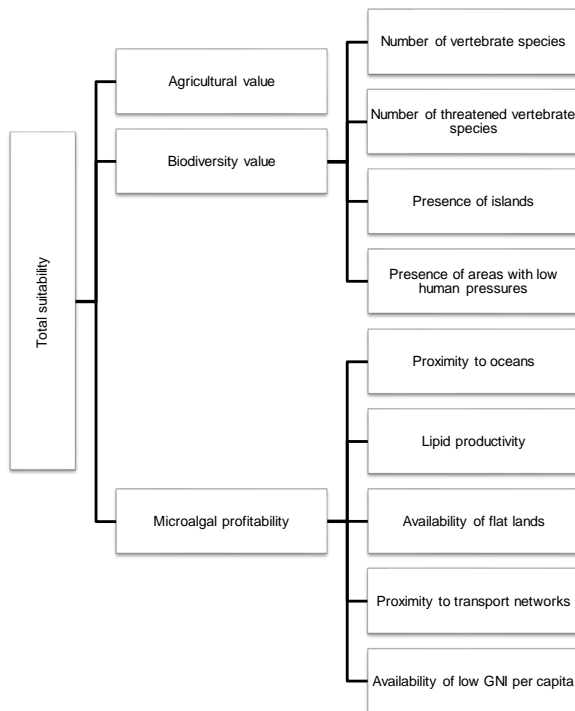 Total suitability
Agricultural value
Biodiversity value
Number of vertebrate species
Number of threatened vertebrate
species
Presence of islands
Presence of areas with low
human pressures
Microalgal profitability
Proximity to oceans
Lipid productivity
Availability of flat lands
Proximity to transport networks
Availability of low GNI per capita